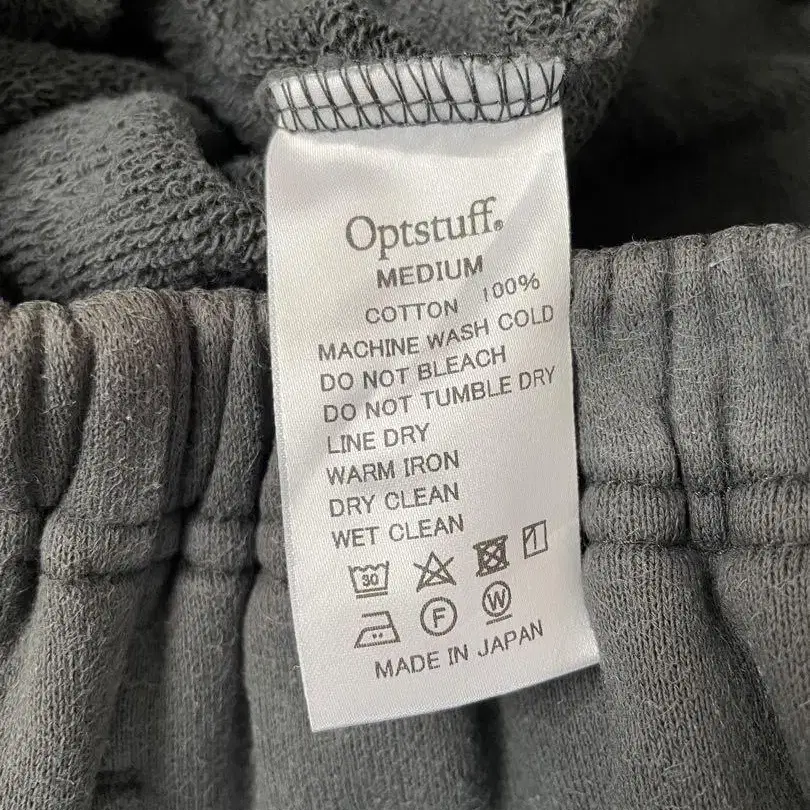 Optstuff®
MEDIUM
COTTON 100%
MACHINE WASH COLD
DO NOT BLEACH
DO NOT TUMBLE DRY
LINE DRY
WARM IRON
DRY CLEAN
WET CLEAN
30
F W
MADE IN JAPAN